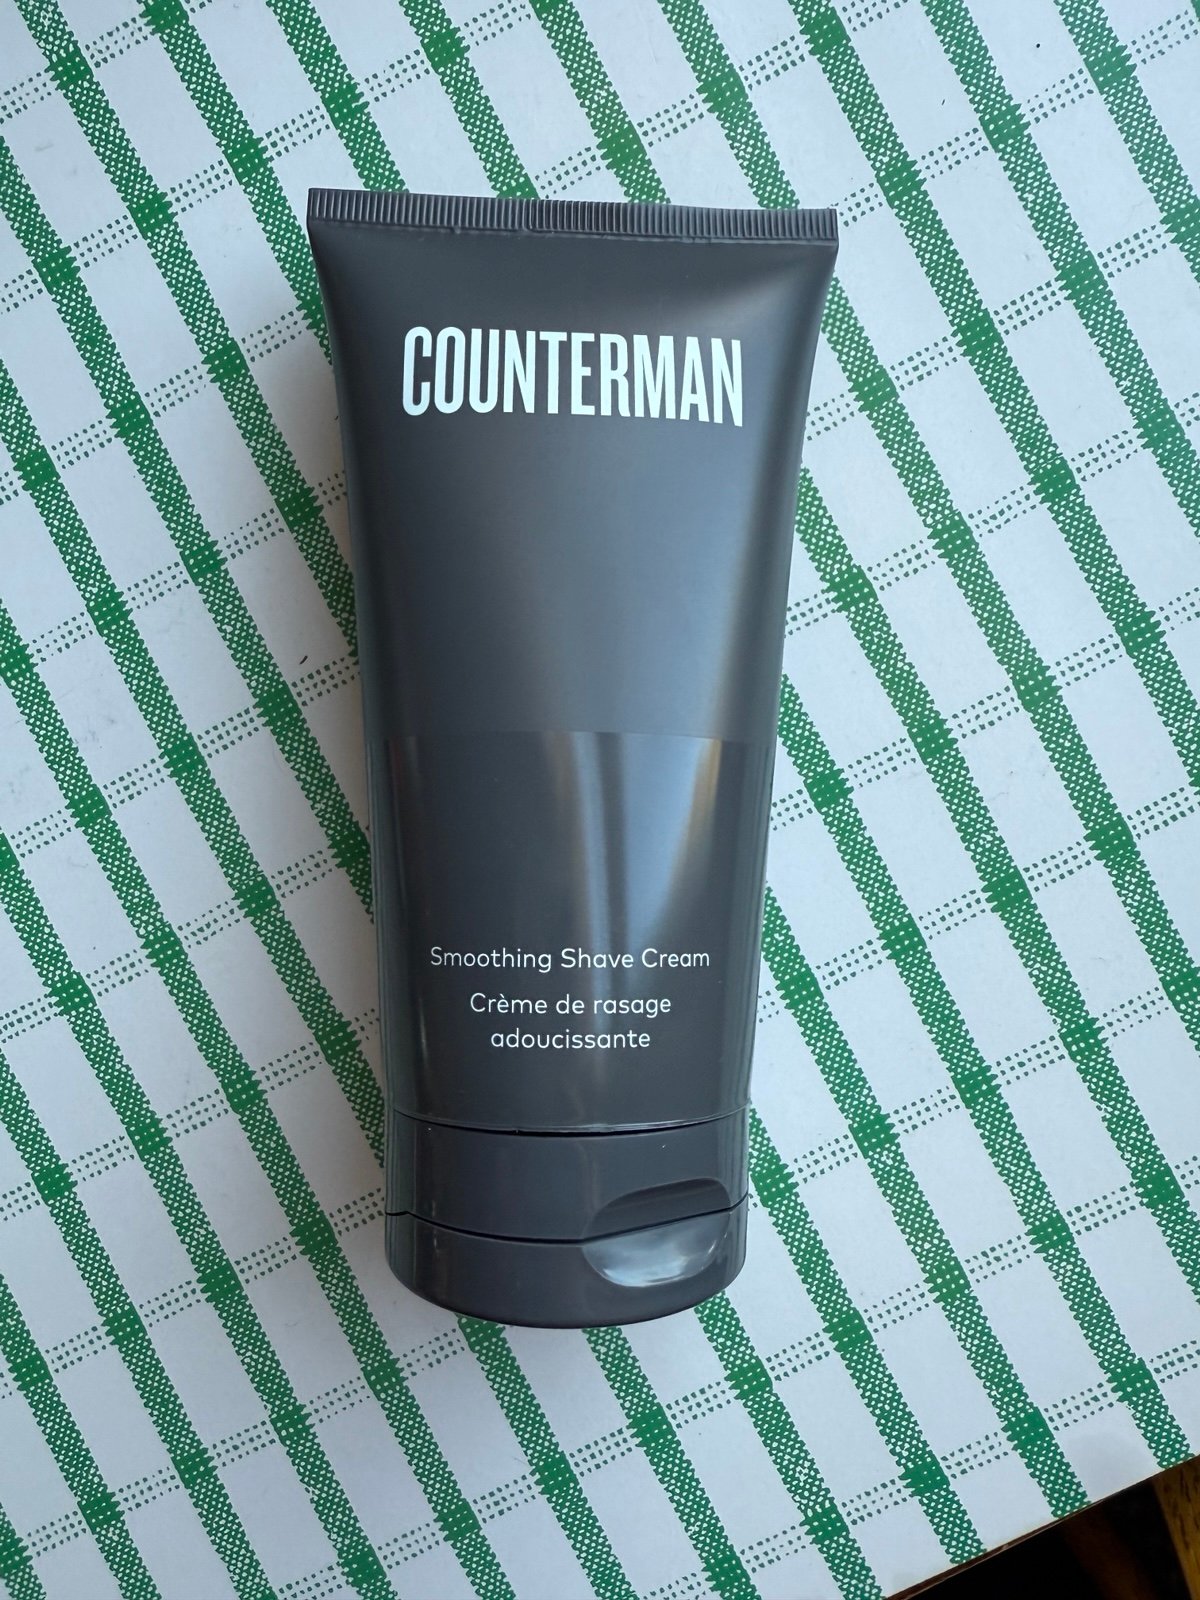 COUNTERMAN
Smoothing Shave Cream
Crème de rasage
adoucissante